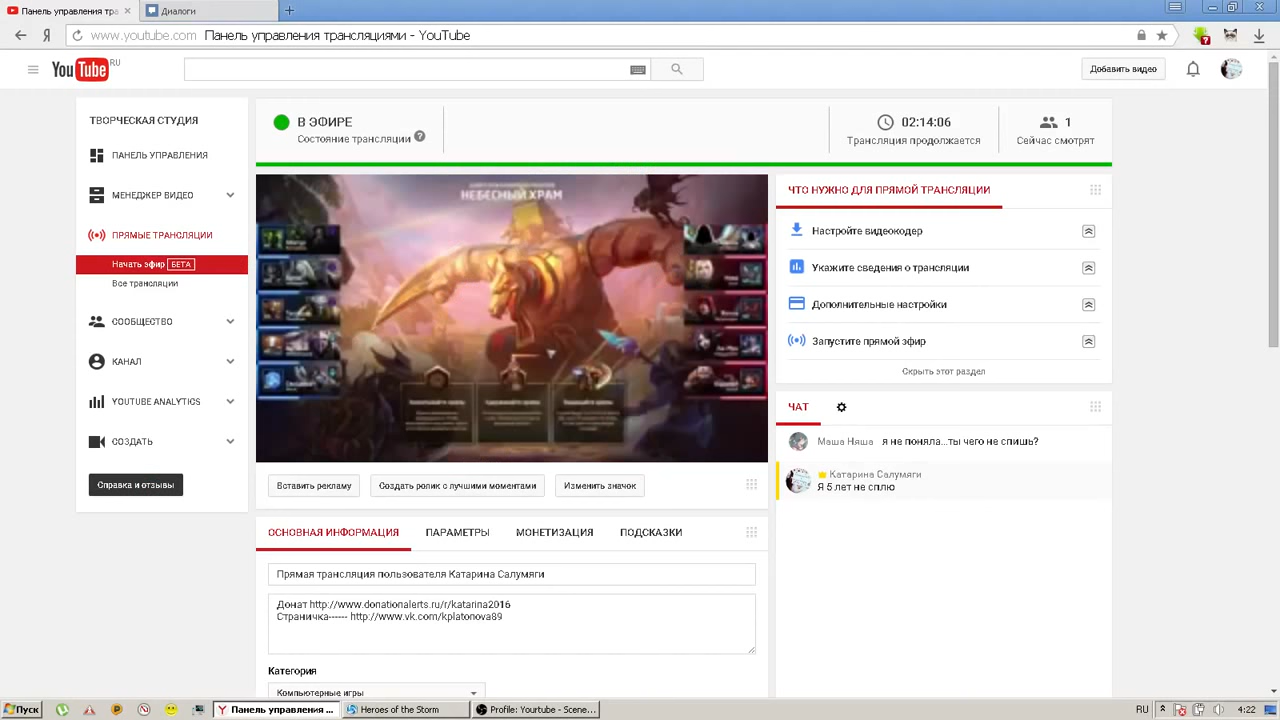 Панель управления тра
Диалоги
www.youtube.com Панель управления трансляциями - YouTube
YouTube RU
Добавить видео
ТВОРЧЕСКАЯ СТУДИЯ
ПАНЕЛЬ УПРАВЛЕНИЯ
МЕНЕДЖЕР ВИДЕО
ПРЯМЫЕ ТРАНСЛЯЦИИ
Начать эфир БЕТА
Все трансляции
СООБЩЕСТВО
КАНАЛ
YOUTUBE ANALYTICS
СОЗДАТЬ
Справка и отзывы
В ЭФИРЕ
Состояние трансляции ?
02:14:06
Трансляция продолжается
1
Сейчас смотрят
НЕБЕСНЫЙ ХРАМ
Вставить рекламу
Создать ролик с лучшими моментами
Изменить значок
ОСНОВНАЯ ИНФОРМАЦИЯ
ПАРАМЕТРЫ
МОНЕТИЗАЦИЯ
ПОДСКАЗКИ
Прямая трансляция пользователя Катарина Салумяги
Донат http://www.donationalerts.ru/r/katarina2016
Страничка------ http://www.vk.com/kplatonova89
Категория
Компьютерные игры
ЧТО НУЖНО ДЛЯ ПРЯМОЙ ТРАНСЛЯЦИИ
Настройте видеокодер
Укажите сведения о трансляции
Дополнительные настройки
Запустите прямой эфир
Скрыть этот раздел
ЧАТ
Маша Няша я не поняла...ты чего не спишь?
Катарина Салумяги
Я 5 лет не сплю
Пуск
Панель управления ...
Heroes of the Storm
Profile: Yourtube - Scene...
RU
4:22